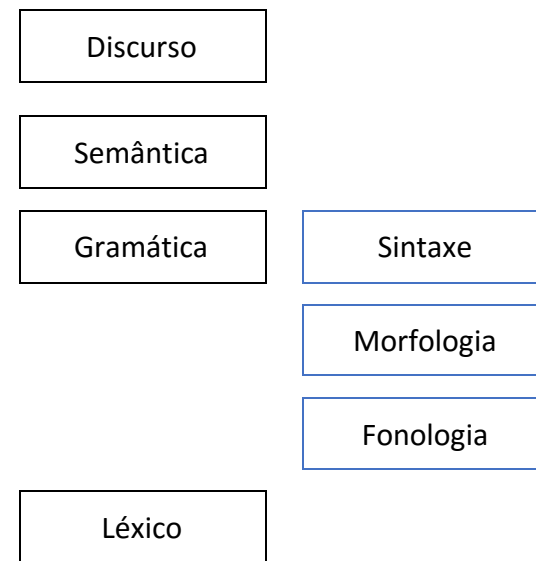 Discurso
Semântica
Gramática
Sintaxe
Morfologia
Fonologia
Léxico